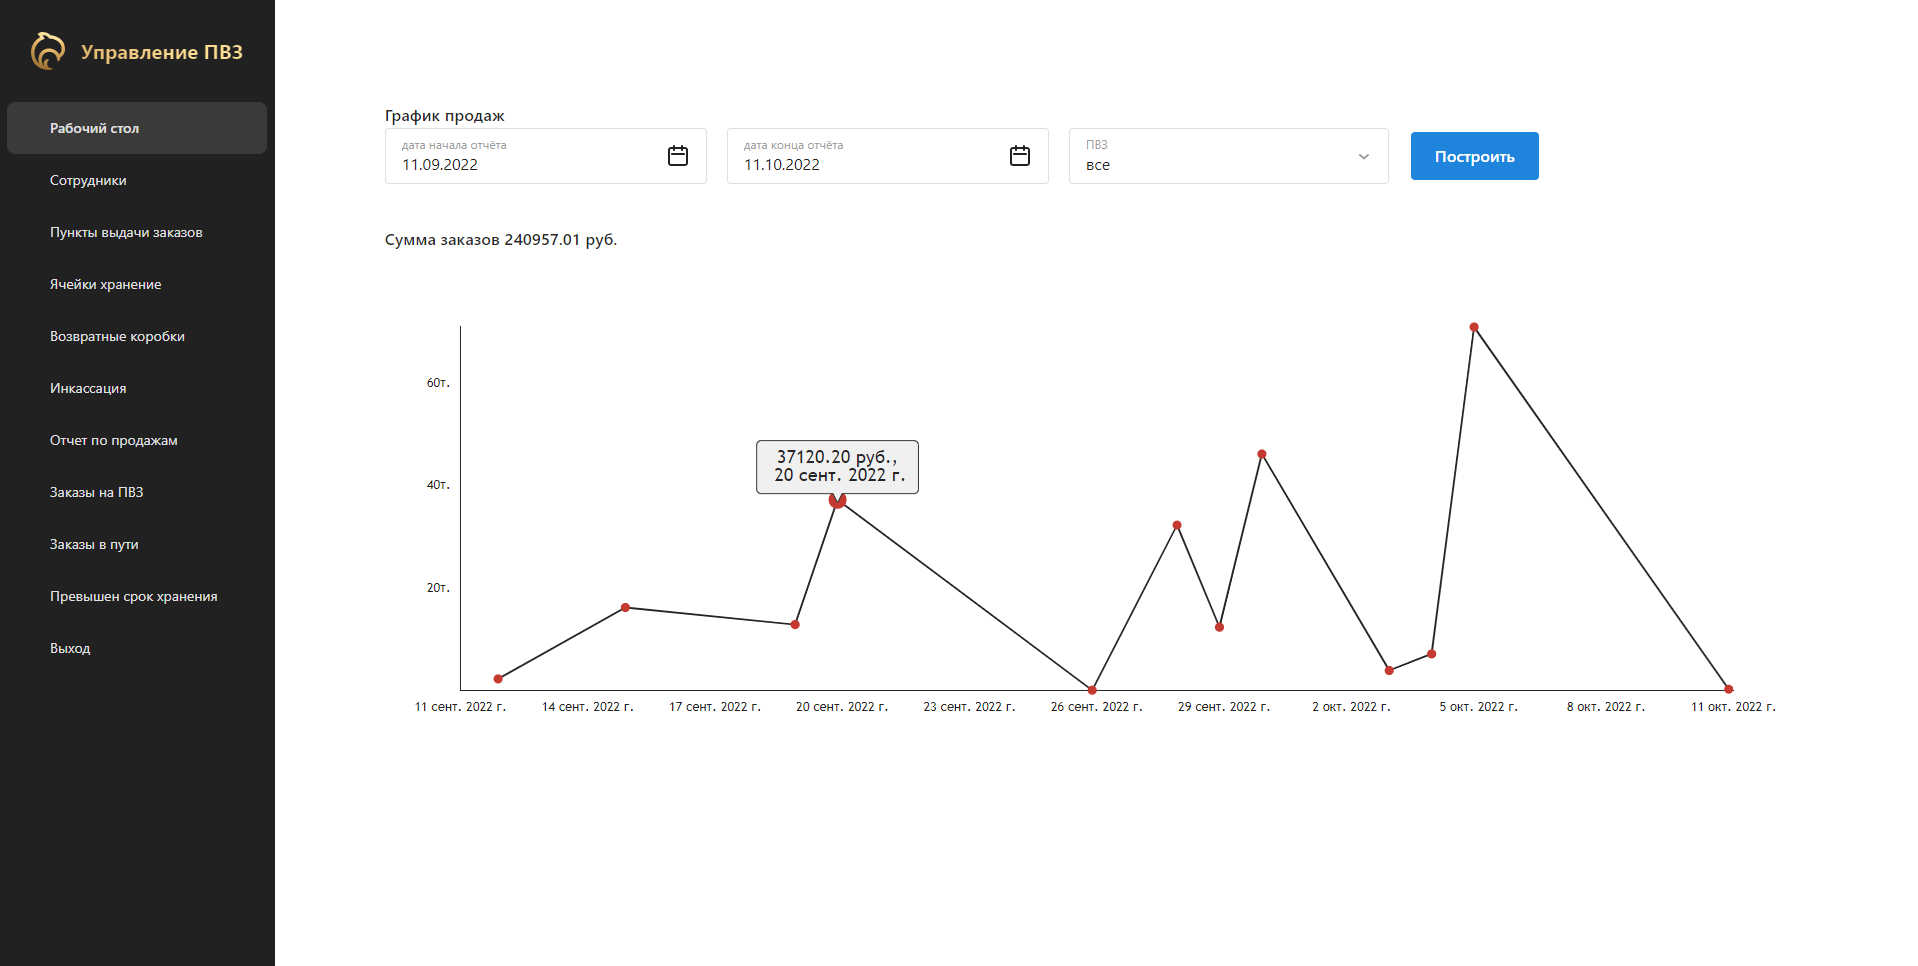 Управление ПВЗ
Рабочий стол
Сотрудники
Пункты выдачи заказов
Ячейки хранение
Возвратные коробки
Инкассация
Отчет по продажам
Заказы на ПВЗ
Заказы в пути
Превышен срок хранения
Выход
График продаж
дата начала отчёта
11.09.2022
дата конца отчёта
11.10.2022
ПВЗ
все
Построить
Сумма заказов 240957.01 руб.
60т.
40т.
20т.
37120.20 руб.,
20 сент. 2022 г.
11 сент. 2022 г. 14 сент. 2022 г. 17 сент. 2022 г. 20 сент. 2022 г. 23 сент. 2022 г. 26 сент. 2022 г. 29 сент. 2022 г. 2 окт. 2022 г. 5 окт. 2022 г. 8 окт. 2022 г. 11 окт. 2022 г.